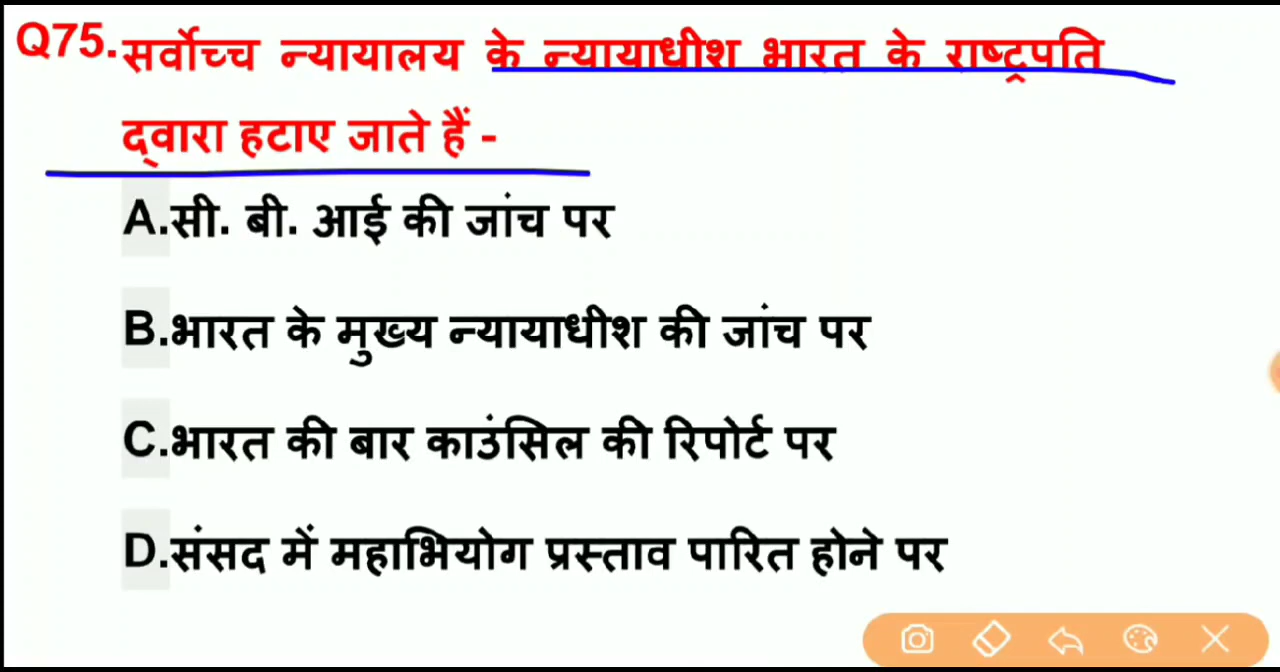 Q75.सर्वोच्च न्यायालय के न्यायाधीश भारत के राष्ट्रपति
द्वारा हटाए जाते हैं -
A.सी. बी. आई की जांच पर
B.भारत के मुख्य न्यायाधीश की जांच पर
C.भारत की बार काउंसिल की रिपोर्ट पर
D.संसद में महाभियोग प्रस्ताव पारित होने पर